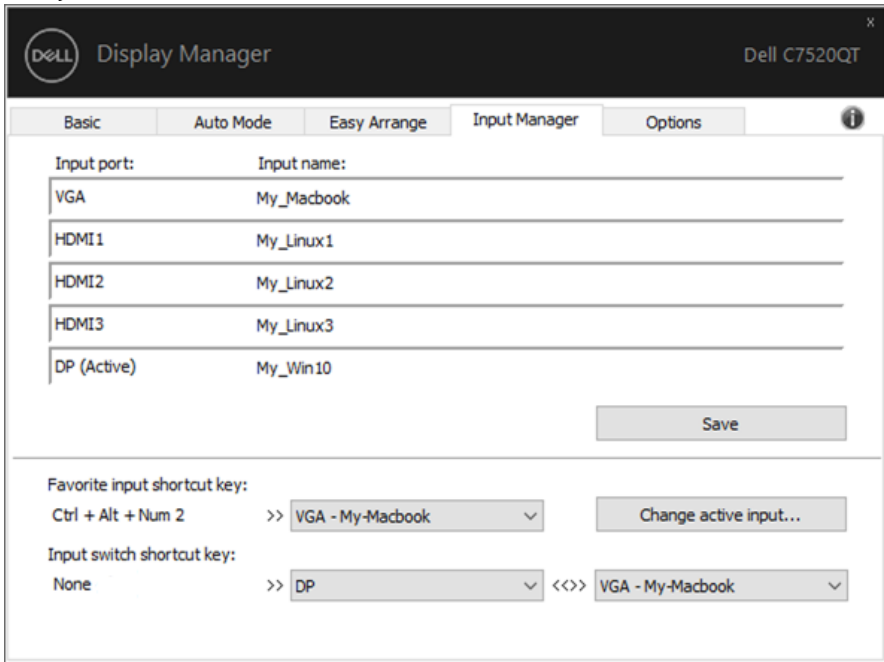 x
DELL Display Manager
Dell C7520QT
Basic Auto Mode Easy Arrange Input Manager Options i
Input port: Input name:
VGA My_Macbook
HDMI1 My_Linux1
HDMI2 My_Linux2
HDMI3 My_Linux3
DP (Active) My_Win10
Save
Favorite input shortcut key:
Ctrl + Alt + Num 2 >> VGA - My-Macbook Change active input...
Input switch shortcut key:
None >> DP <<>> VGA - My-Macbook